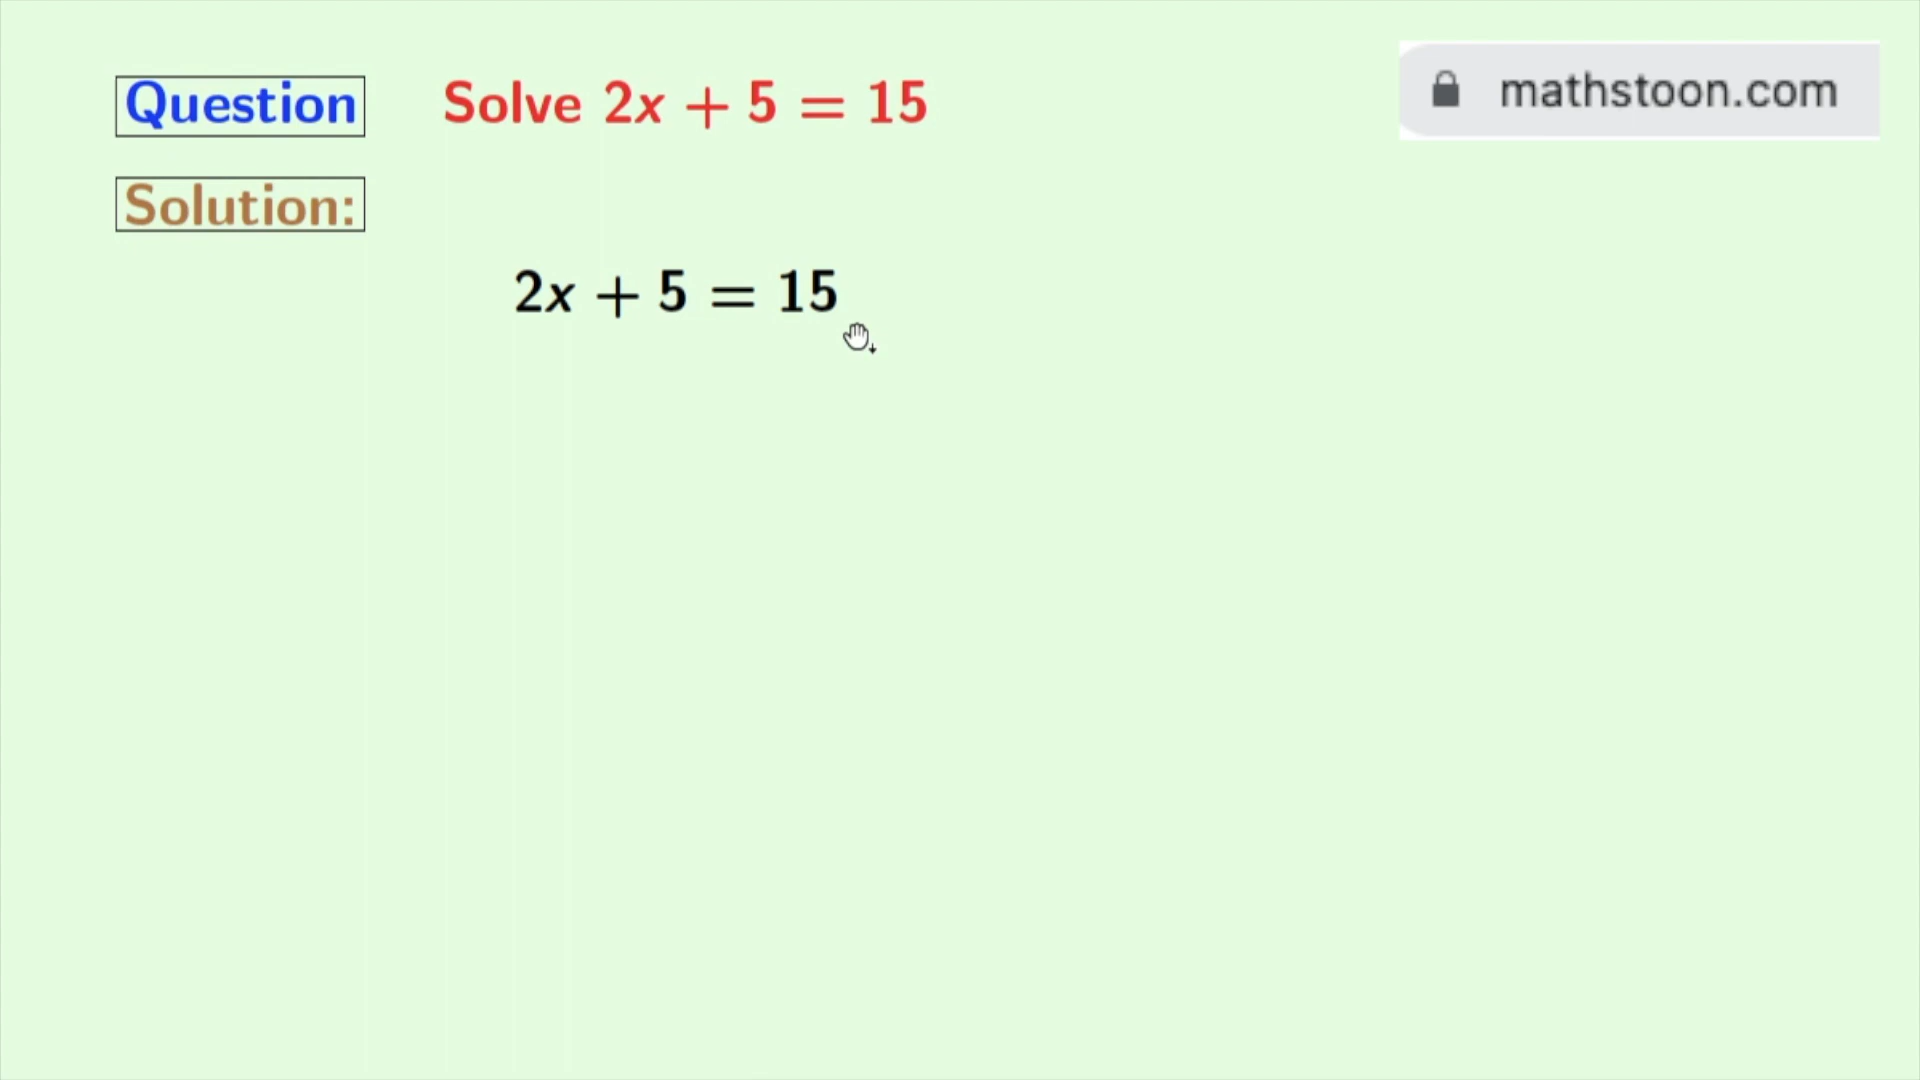 Question Solve 2x + 5 = 15
mathstoon.com
Solution:
2x + 5 = 15